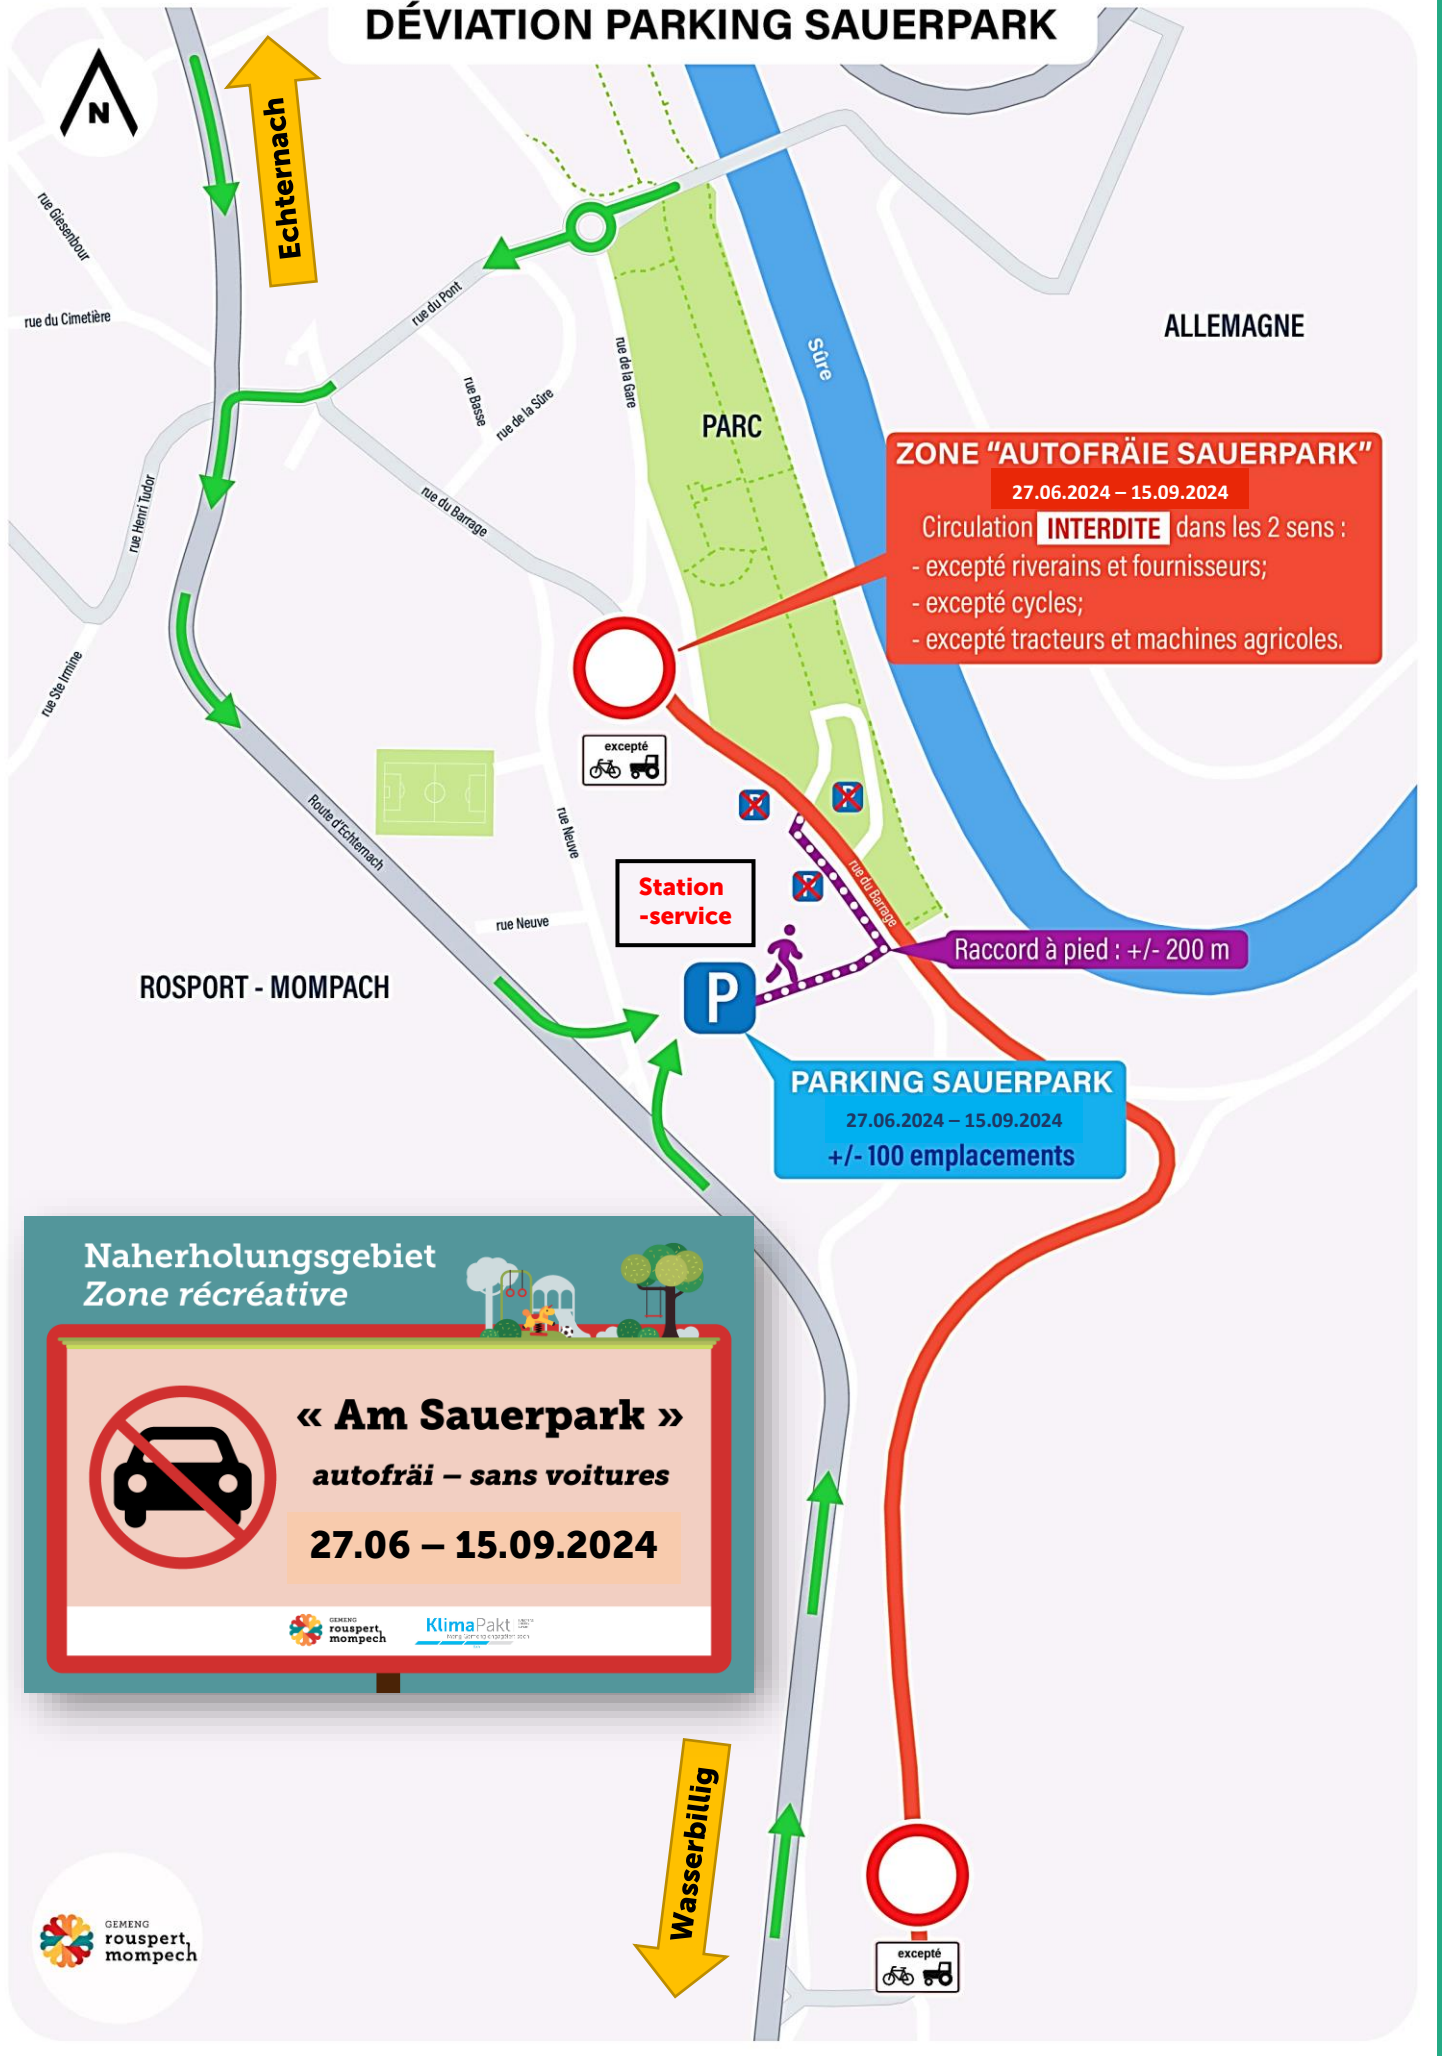 DÉVIATION PARKING SAUERPARK
N
Echternach
rue Giesenbour
rue du Cimetière
rue du Pont
rue de la Gare
rue Basse
rue de la Sûre
Sûre
ALLEMAGNE
PARC
rue Henri Tudor
rue du Barrage
ZONE “AUTOFRÄIE SAUERPARK”
27.06.2024 – 15.09.2024
Circulation INTERDITE dans les 2 sens :
- excepté riverains et fournisseurs;
- excepté cycles;
- excepté tracteurs et machines agricoles.
rue Ste Irmine
excepté
Route d'Echternach
rue Neuve
P
P
P
rue du Barrage
Station
-service
rue Neuve
Raccord à pied : +/- 200 m
ROSPORT - MOMPACH
P
PARKING SAUERPARK
27.06.2024 – 15.09.2024
+/- 100 emplacements
Naherholungsgebiet
Zone récréative
« Am Sauerpark »
autofräi – sans voitures
27.06 – 15.09.2024
GEMENG
rouspert,
mompech
KlimaPakt
Wasserbillig
GEMENG
rouspert,
mompech
excepté